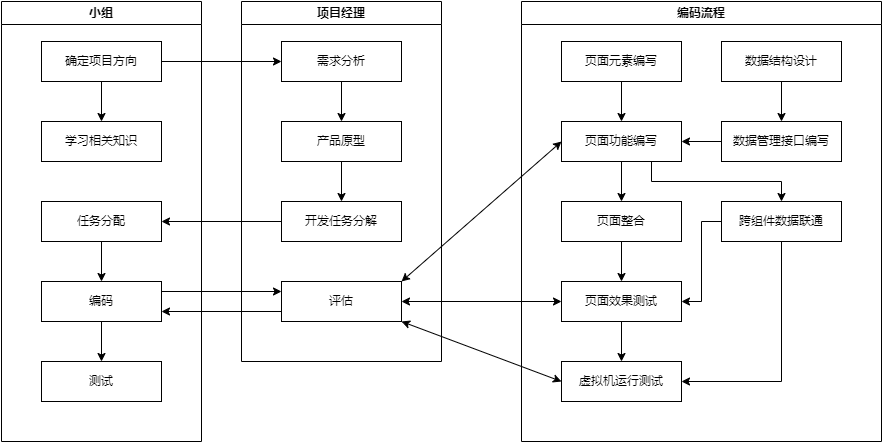 小组
项目经理
编码流程
确定项目方向
需求分析
页面元素编写
数据结构设计
学习相关知识
产品原型
页面功能编写
数据管理接口编写
任务分配
开发任务分解
页面整合
跨组件数据联通
编码
评估
页面效果测试
测试
虚拟机运行测试